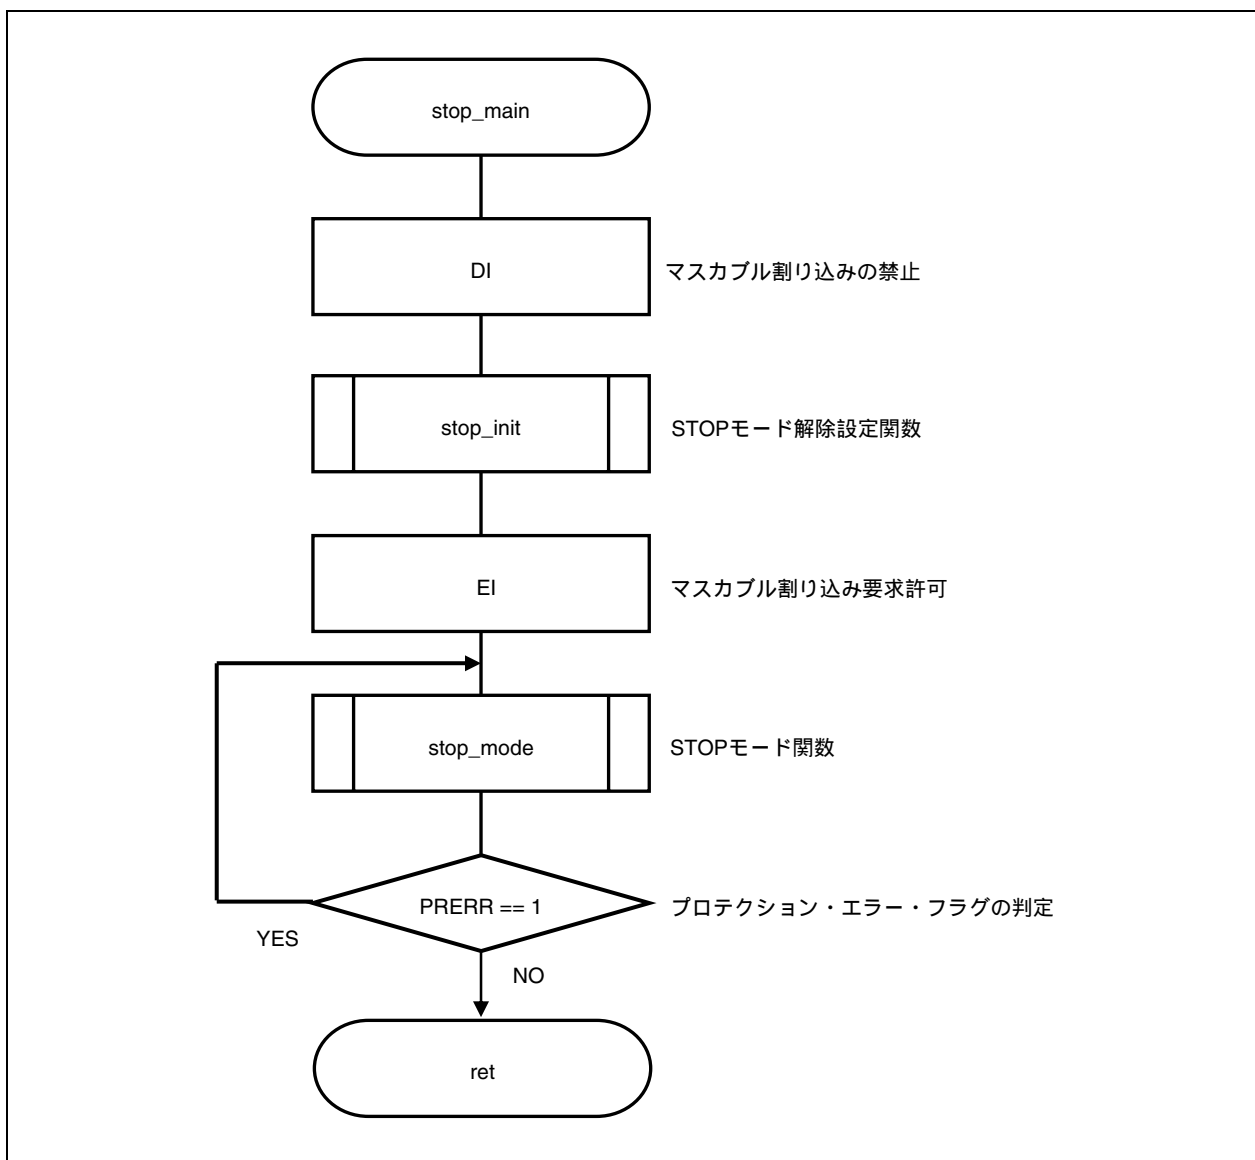 stop_main
DI
マスカブル割り込みの禁止
stop_init
STOPモード解除設定関数
EI
マスカブル割り込み要求許可
stop_mode
STOPモード関数
PRERR == 1
プロテクション・エラー・フラグの判定
YES
NO
ret